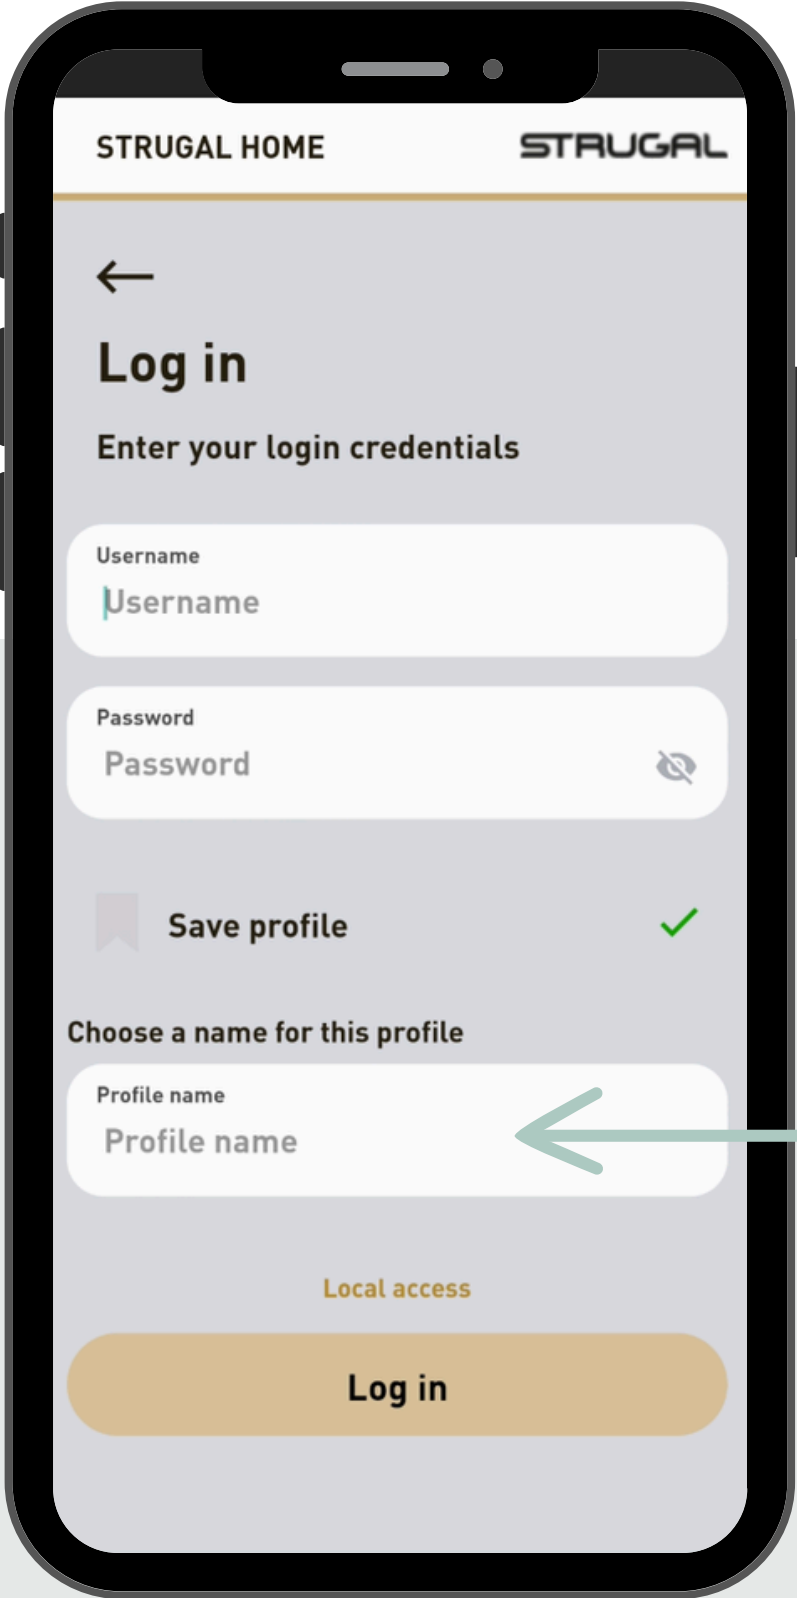 STRUGAL HOME STRUGAL
Log in
Enter your login credentials
Username
Username
Password
Password
Save profile
Choose a name for this profile
Profile name
Profile name
Local access
Log in